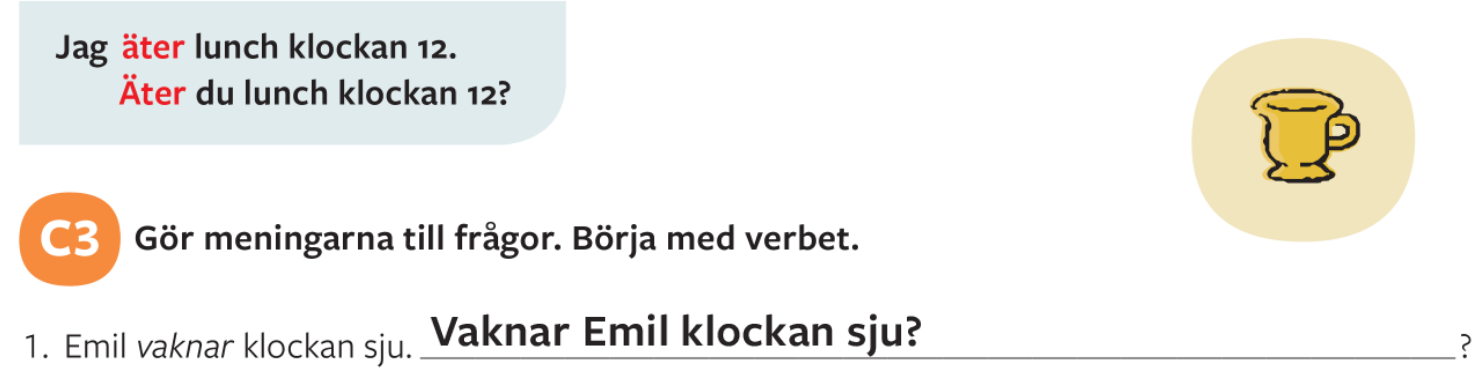 Jag äter lunch klockan 12.
Äter du lunch klockan 12?
C3 Gör meningarna till frågor. Börja med verbet.
1. Emil vaknar klockan sju. Vaknar Emil klockan sju? ?